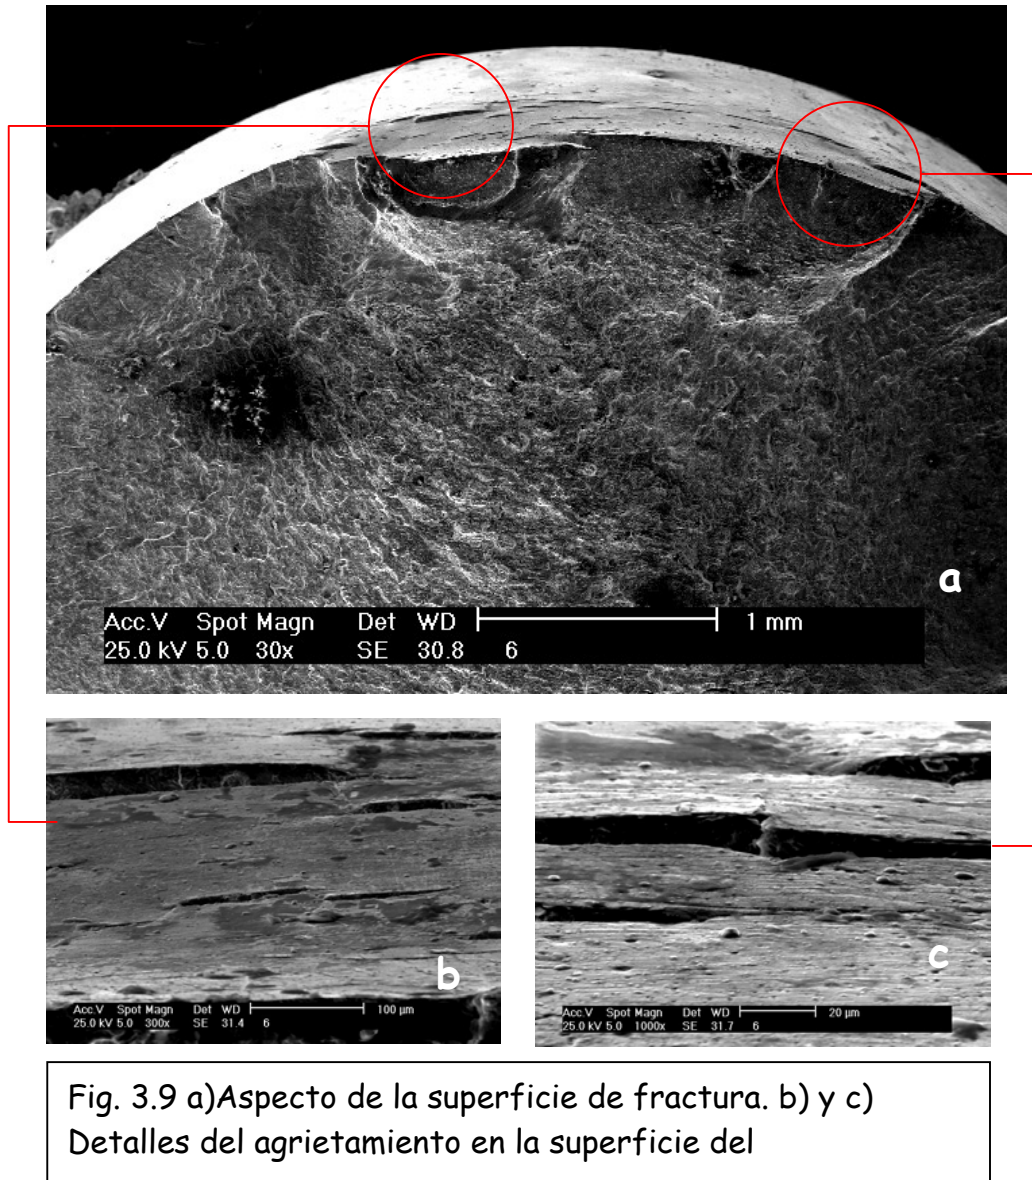 a
Acc.V Spot Magn Det WD 1 mm
25.0 kV 5.0 30x SE 30.8 6
b
Acc.V Spot Magn Det WD 100 µm
25.0 kV 5.0 300x SE 31.4 6
c
Acc.V Spot Magn Det WD 20 µm
25.0 kV 5.0 1000x SE 31.7 6
Fig. 3.9 a)Aspecto de la superficie de fractura. b) y c)
Detalles del agrietamiento en la superficie del